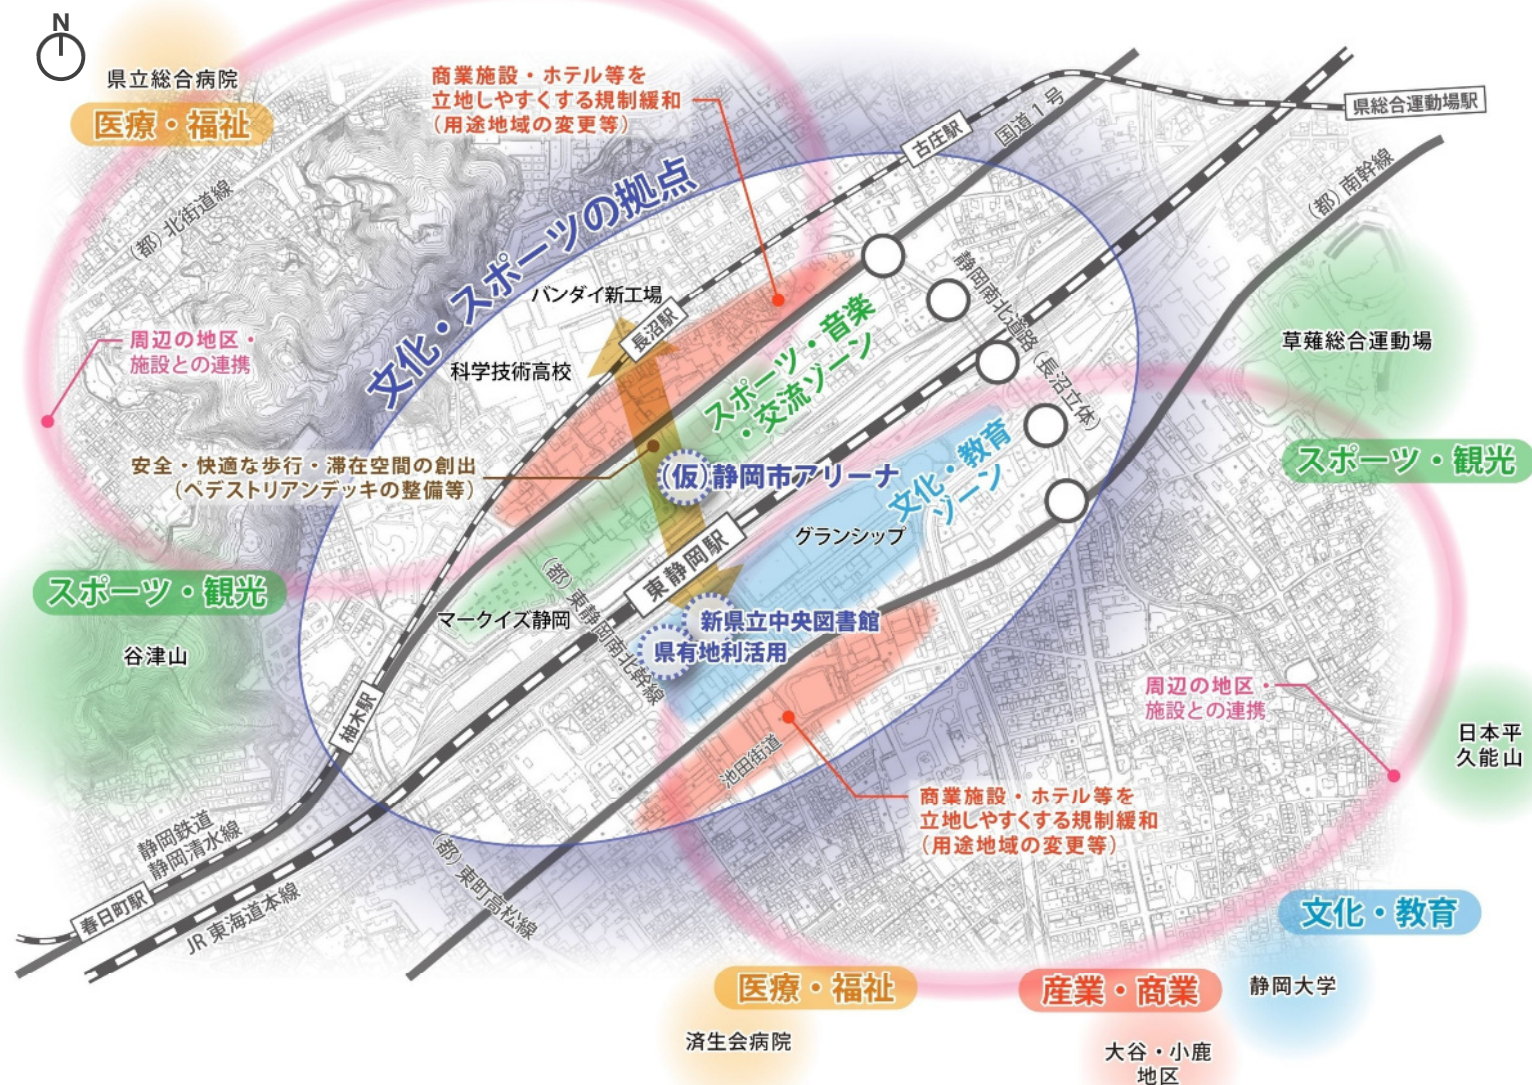 N
県立総合病院
医療・福祉
商業施設・ホテル等を
立地しやすくする規制緩和
(用途地域の変更等)
県総合運動場駅
古庄駅
国道1号
(都)南幹線
(都)北街道線
文化・スポーツの拠点
バンダイ新工場
長沼駅
静岡南北道路(長沼立体)
周辺の地区・
施設との連携
科学技術高校
スポーツ・音楽
・交流ゾーン
草薙総合運動場
スポーツ・観光
安全・快適な歩行・滞在空間の創出
(ペデストリアンデッキの整備等)
(仮)静岡市アリーナ
文化・教育
ゾーン
グランシップ
東静岡駅
スポーツ・観光
(都)東静岡南北幹線
マークイズ静岡
新県立中央図書館
県有地利活用
谷津山
柚木駅
周辺の地区・
施設との連携
日本平
久能山
池田街道
商業施設・ホテル等を
立地しやすくする規制緩和
(用途地域の変更等)
静岡鉄道
静岡清水線
春日町駅
JR東海道本線
(都)東町高松線
文化・教育
静岡大学
医療・福祉
済生会病院
産業・商業
大谷・小鹿
地区